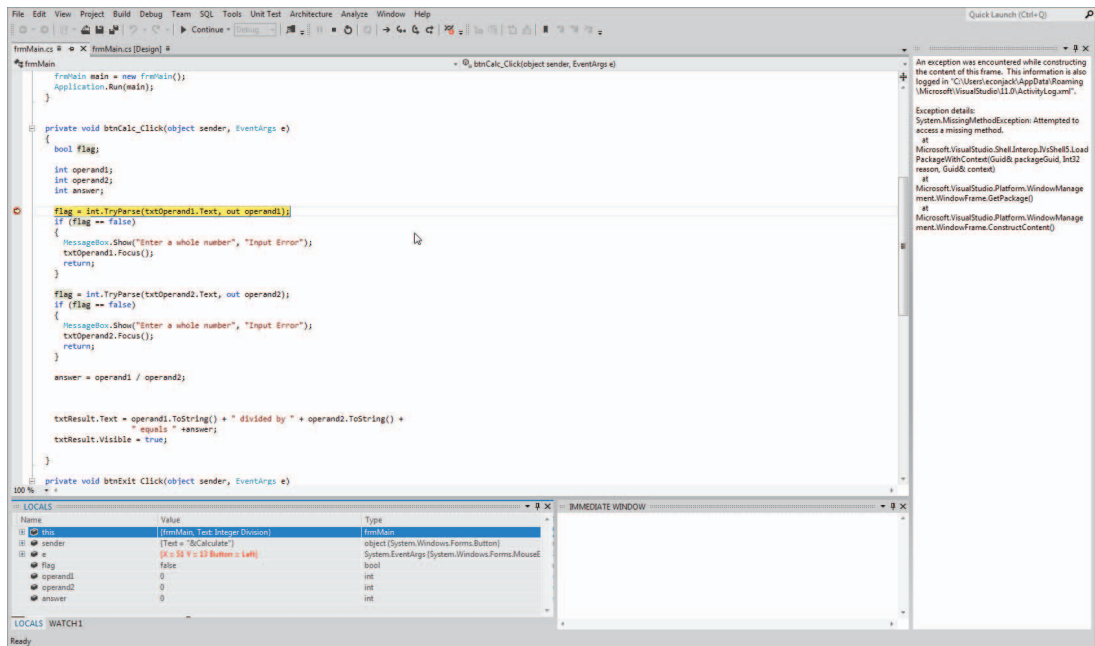 File Edit View Project Build Debug Team SQL Tools Unit Test Architecture Analyze Window Help
Quick Launch (Ctrl+Q)
Continue Debug
frmMain.cs frmMain.cs [Design]
frmMain
btnCalc_Click(object sender, EventArgs e)
frmMain main = new frmMain();
Application.Run(main);
}
private void btnCalc_Click(object sender, EventArgs e)
{
bool flag;
int operand1;
int operand2;
int answer;
flag = int.TryParse(txtOperand1.Text, out operand1);
if (flag == false)
{
MessageBox.Show("Enter a whole number", "Input Error");
txtOperand1.Focus();
return;
}
flag = int.TryParse(txtOperand2.Text, out operand2);
if (flag == false)
{
MessageBox.Show("Enter a whole number", "Input Error");
txtOperand2.Focus();
return;
}
answer = operand1 / operand2;
txtResult.Text = operand1.ToString() + " divided by " + operand2.ToString() +
" equals " +answer;
txtResult.Visible = true;
}
private void btnExit_Click(object sender, EventArgs e)
100 %
An exception was encountered while constructing
the content of this frame. This information is also
logged in "C:\Users\econjack\AppData\Roaming
\Microsoft\VisualStudio\11.0\ActivityLog.xml".
Exception details:
System.MissingMethodException: Attempted to
access a missing method.
at
Microsoft.VisualStudio.Shell.Interop.IVsShell5.Load
PackageWithContext(Guid& packageGuid, Int32
reason, Guid& context)
at
Microsoft.VisualStudio.Platform.WindowManage
ment.WindowFrame.GetPackage()
at
Microsoft.VisualStudio.Platform.WindowManage
ment.WindowFrame.ConstructContent()
LOCALS
Name Value Type
this {frmMain, Text: Integer Division} frmMain
sender {Text = "&Calculate"} object {System.Windows.Forms.Button}
e {X = 51 Y = 13 Button = Left} System.EventArgs {System.Windows.Forms.MouseE
flag false bool
operand1 0 int
operand2 0 int
answer 0 int
LOCALS WATCH1
IMMEDIATE WINDOW
Ready